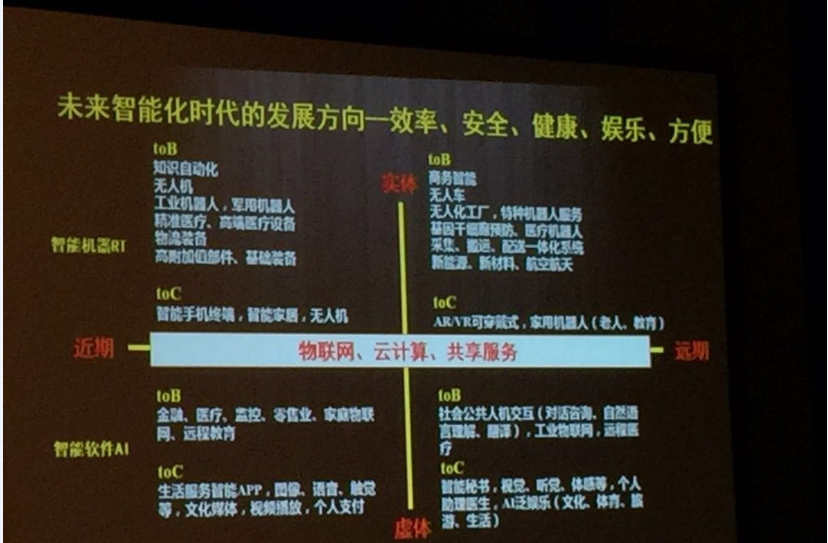 未来智能化时代的发展方向—效率、安全、健康、娱乐、方便
toB
知识自动化
无人机
工业机器人，军用机器人
精准医疗、高端医疗设备
物流装备
高附加值部件、基础装备
实体
toB
商务智能
无人车
无人化工厂，特种机器人服务
基因干细胞预防、医疗机器人
采集、搬运、配送一体化系统
新能源、新材料、航空航天
智能机器RT
toC
智能手机终端，智能家居，无人机
toC
AR/VR可穿戴式，家用机器人（老人、教育）
近期
物联网、云计算、共享服务
远期
toB
金融、医疗、监控、零售业、家庭物联
网、远程教育
toB
社会公共人机交互（对话咨询、自然语
言理解、翻译），工业物联网，远程医
疗
智能软件AI
toC
生活服务智能APP，图像、语音、触觉
等，文化媒体，视频播放，个人支付
toC
智能秘书，视觉、听觉、体感等，个人
助理医生，AI泛娱乐（文化、体育、旅
游、生活）
虚体